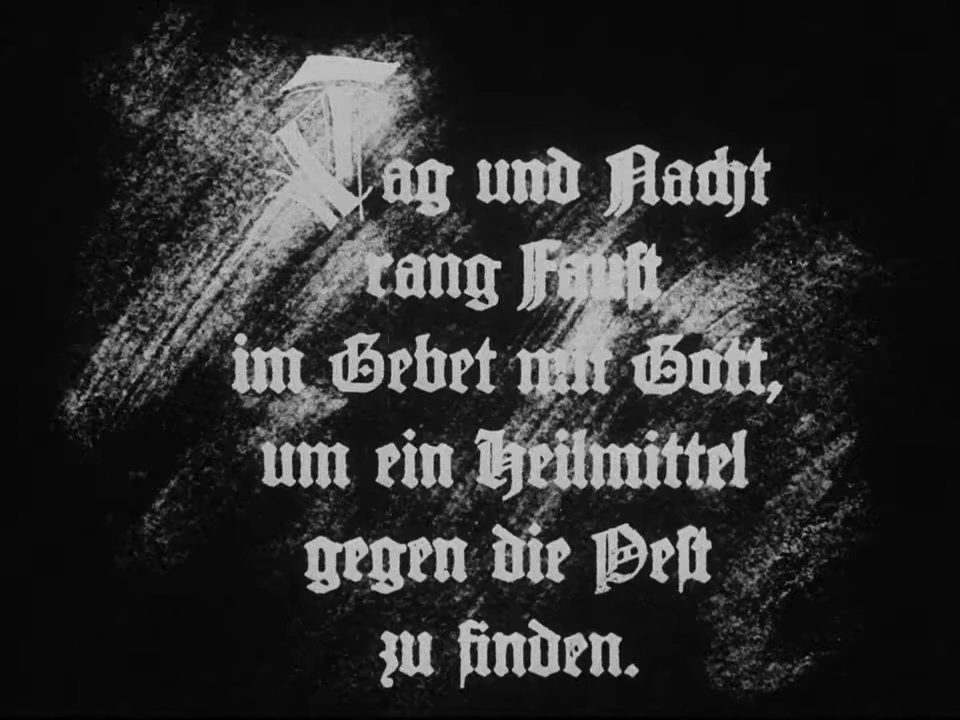 Tag und Nacht
rang Faust
im Gebet mit Gott,
um ein Heilmittel
gegen die Pest
zu finden.